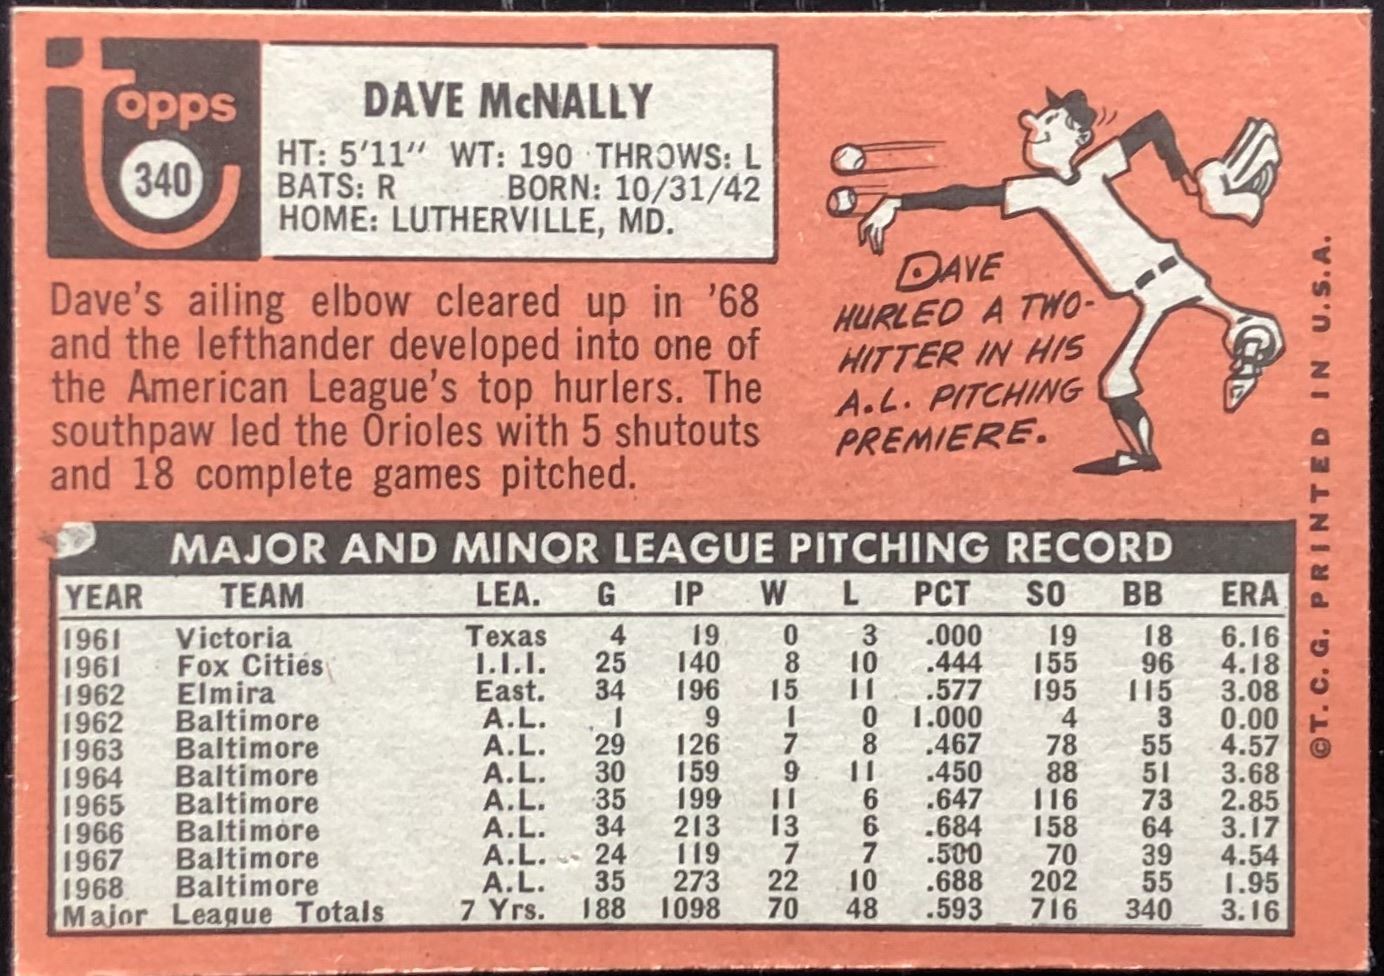 Topps
340
DAVE McNALLY
HT: 5'11" WT: 190 THROWS: L
BATS: R BORN: 10/31/42
HOME: LUTHERVILLE, MD.
Dave's ailing elbow cleared up in '68
and the lefthander developed into one of
the American League's top hurlers. The
southpaw led the Orioles with 5 shutouts
and 18 complete games pitched.
DAVE
HURLED A TWO-
HITTER IN HIS
A.L. PITCHING
PREMIERE.
MAJOR AND MINOR LEAGUE PITCHING RECORD
YEAR TEAM LEA. G IP W L PCT SO BB ERA
1961 Victoria Texas 4 19 0 3 .000 19 18 6.16
1961 Fox Cities I.I.I. 25 140 8 10 .444 155 96 4.18
1962 Elmira East. 34 196 15 11 .577 195 115 3.08
1962 Baltimore A.L. 1 9 1 0 1.000 4 3 0.00
1963 Baltimore A.L. 29 126 7 8 .467 78 55 4.57
1964 Baltimore A.L. 30 159 9 11 .450 88 51 3.68
1965 Baltimore A.L. 35 199 11 6 .647 116 73 2.85
1966 Baltimore A.L. 34 213 13 6 .684 158 64 3.17
1967 Baltimore A.L. 24 119 7 7 .500 70 39 4.54
1968 Baltimore A.L. 35 273 22 10 .688 202 55 1.95
Major League Totals 7 Yrs. 188 1098 70 48 .593 716 340 3.16
©T.C.G. PRINTED IN U.S.A.